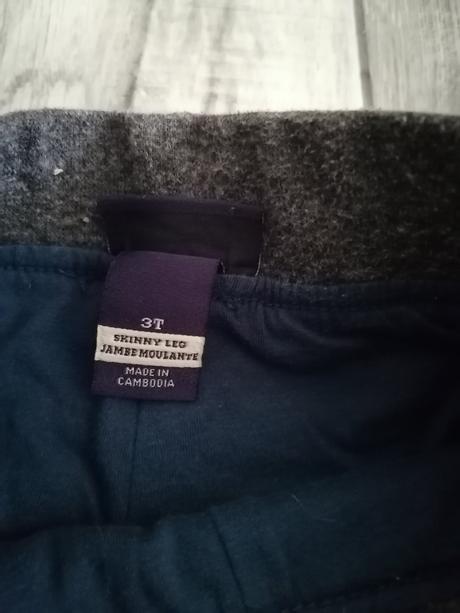 3T
SKINNY LEG
JAMBE MOULANTE
MADE IN
CAMBODIA